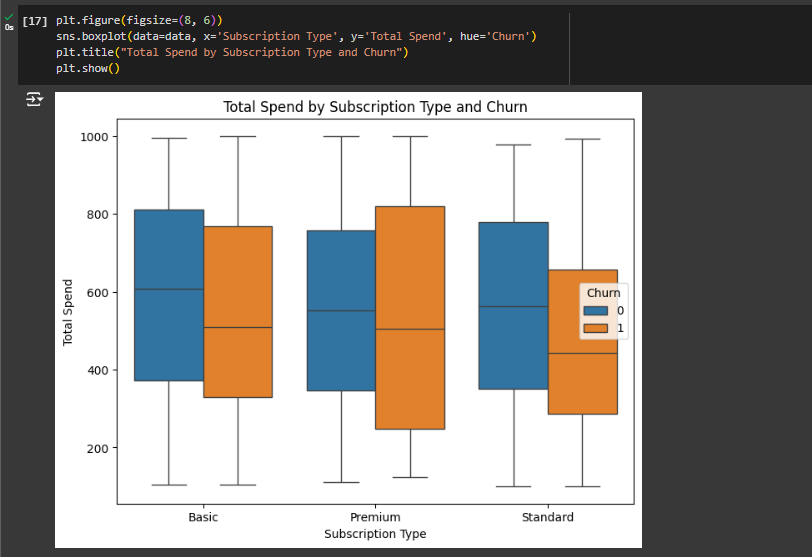 [17] plt.figure(figsize=(8, 6))
sns.boxplot(data=data, x='Subscription Type', y='Total Spend', hue='Churn')
plt.title("Total Spend by Subscription Type and Churn")
plt.show()
0s
Total Spend by Subscription Type and Churn
1000
800
600
400
200
Total Spend
Churn
0
1
Basic Premium Standard
Subscription Type